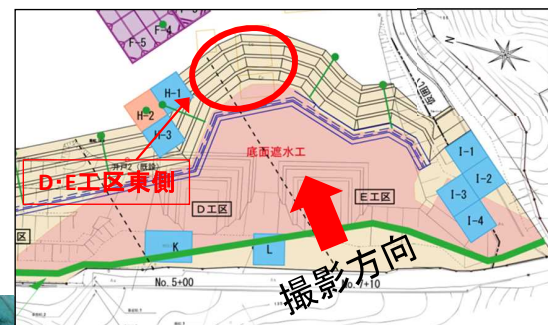 F-4
F-5
N
H-1
H-2
H-3
D・E工区東側
底面遮水工
D工区
E工区
区
I-1
I-2
I-3
I-4
K
L
撮影方向
No. 5+00